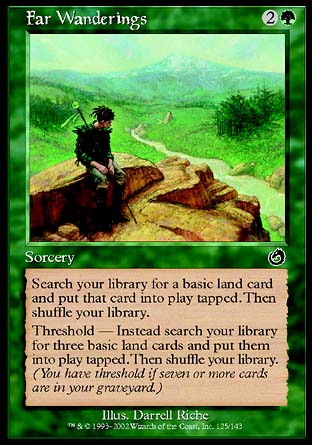 Far Wanderings 2
Sorcery
Search your library for a basic land card
and put that card into play tapped. Then
shuffle your library.
Threshold — Instead search your library
for three basic land cards and put them
into play tapped. Then shuffle your library.
(You have threshold if seven or more cards
are in your graveyard.)
Illus. Darrell Riche
™ & © 1993–2002 Wizards of the Coast, Inc. 125/143